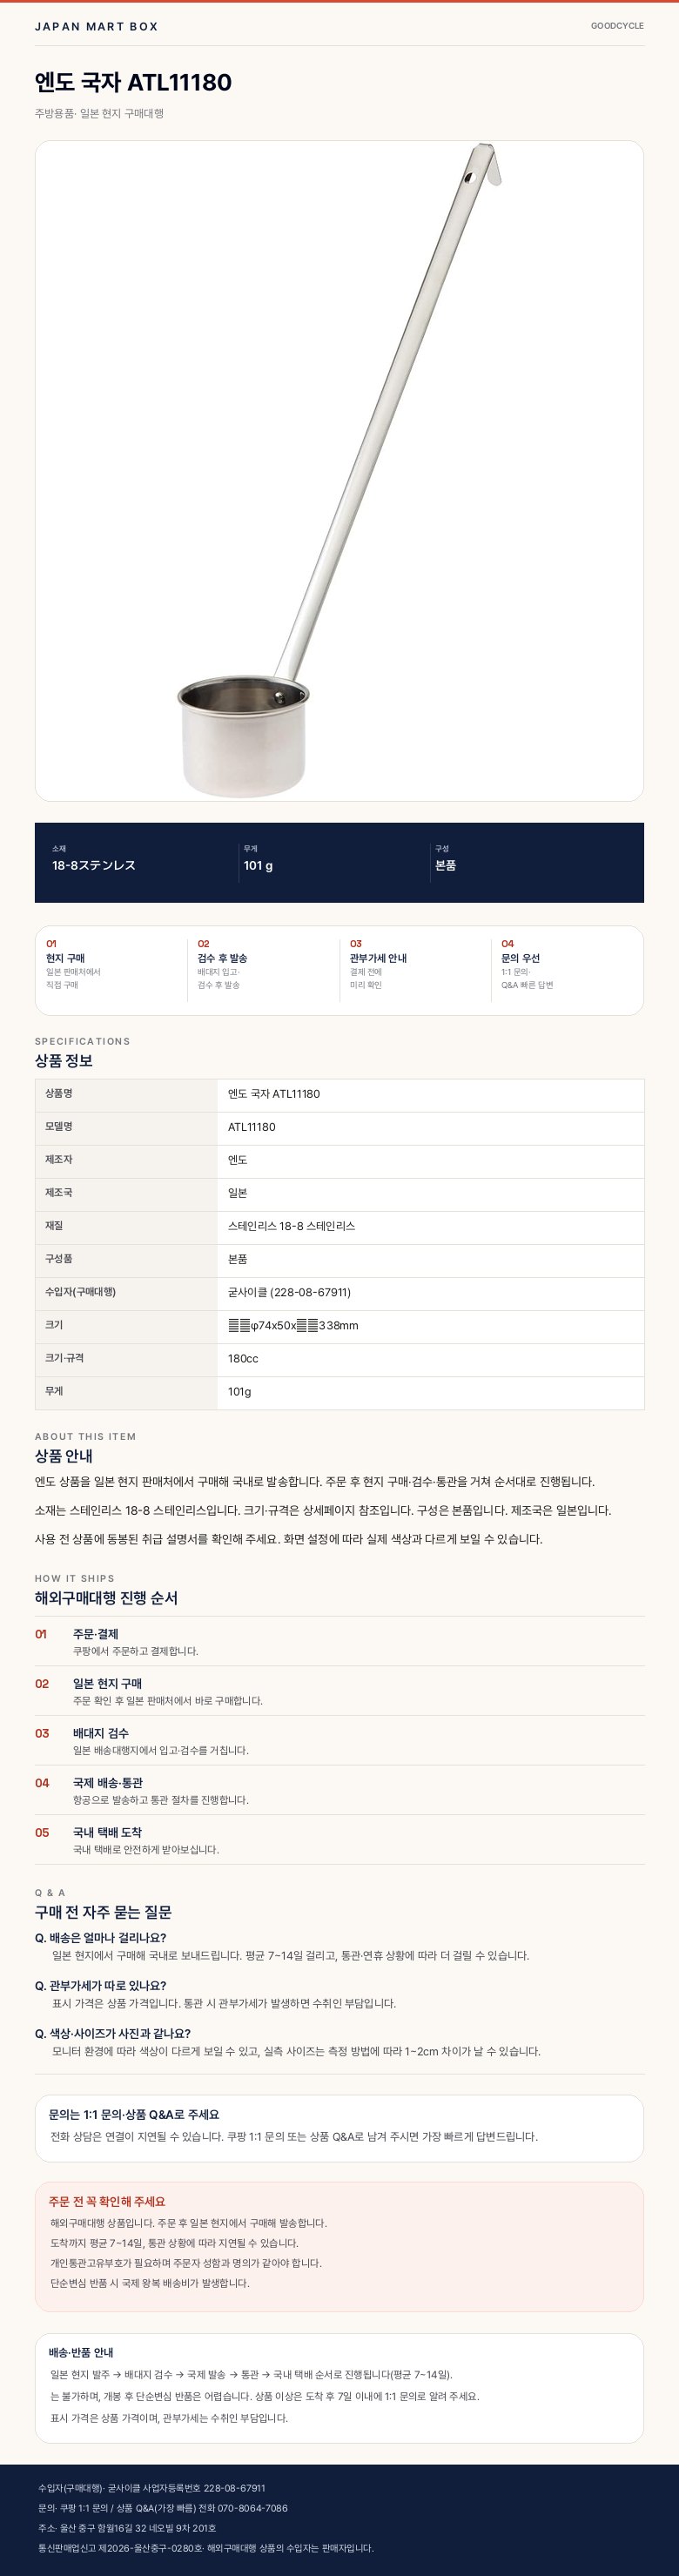 JAPAN MART BOX
GOODCYCLE
엔도 국자 ATL11180
주방용품· 일본 현지 구매대행
소재
18-8ステンレス
무게
101 g
구성
본품
01
현지 구매
일본 판매처에서
직접 구매
02
검수 후 발송
배대지 입고·
검수 후 발송
03
관부가세 안내
결제 전에
미리 확인
04
문의 우선
1:1 문의·
Q&A 빠른 답변
SPECIFICATIONS
상품 정보
상품명 엔도 국자 ATL11180
모델명 ATL11180
제조자 엔도
제조국 일본
재질 스테인리스 18-8 스테인리스
구성품 본품
수입자(구매대행) 굳사이클 (228-08-67911)
크기 φ74x50x 338mm
크기·규격 180cc
무게 101g
ABOUT THIS ITEM
상품 안내
엔도 상품을 일본 현지 판매처에서 구매해 국내로 발송합니다. 주문 후 현지 구매·검수·통관을 거쳐 순서대로 진행됩니다.
소재는 스테인리스 18-8 스테인리스입니다. 크기·규격은 상세페이지 참조입니다. 구성은 본품입니다. 제조국은 일본입니다.
사용 전 상품에 동봉된 취급 설명서를 확인해 주세요. 화면 설정에 따라 실제 색상과 다르게 보일 수 있습니다.
HOW IT SHIPS
해외구매대행 진행 순서
01 주문·결제
쿠팡에서 주문하고 결제합니다.
02 일본 현지 구매
주문 확인 후 일본 판매처에서 바로 구매합니다.
03 배대지 검수
일본 배송대행지에서 입고·검수를 거칩니다.
04 국제 배송·통관
항공으로 발송하고 통관 절차를 진행합니다.
05 국내 택배 도착
국내 택배로 안전하게 받아보십니다.
Q & A
구매 전 자주 묻는 질문
Q. 배송은 얼마나 걸리나요?
일본 현지에서 구매해 국내로 보내드립니다. 평균 7~14일 걸리고, 통관·연휴 상황에 따라 더 걸릴 수 있습니다.
Q. 관부가세가 따로 있나요?
표시 가격은 상품 가격입니다. 통관 시 관부가세가 발생하면 수취인 부담입니다.
Q. 색상·사이즈가 사진과 같나요?
모니터 환경에 따라 색상이 다르게 보일 수 있고, 실측 사이즈는 측정 방법에 따라 1~2cm 차이가 날 수 있습니다.
문의는 1:1 문의·상품 Q&A로 주세요
전화 상담은 연결이 지연될 수 있습니다. 쿠팡 1:1 문의 또는 상품 Q&A로 남겨 주시면 가장 빠르게 답변드립니다.
주문 전 꼭 확인해 주세요
해외구매대행 상품입니다. 주문 후 일본 현지에서 구매해 발송합니다.
도착까지 평균 7~14일, 통관 상황에 따라 지연될 수 있습니다.
개인통관고유부호가 필요하며 주문자 성함과 명의가 같아야 합니다.
단순변심 반품 시 국제 왕복 배송비가 발생합니다.
배송·반품 안내
일본 현지 발주 → 배대지 검수 → 국제 발송 → 통관 → 국내 택배 순서로 진행됩니다(평균 7~14일).
는 불가하며, 개봉 후 단순변심 반품은 어렵습니다. 상품 이상은 도착 후 7일 이내에 1:1 문의로 알려 주세요.
표시 가격은 상품 가격이며, 관부가세는 수취인 부담입니다.
수입자(구매대행)· 굳사이클 사업자등록번호 228-08-67911
문의· 쿠팡 1:1 문의 / 상품 Q&A(가장 빠름) 전화 070-8064-7086
주소· 울산 중구 함월16길 32 네오빌 9차 201호
통신판매업신고 제2026-울산중구-0280호· 해외구매대행 상품의 수입자는 판매자입니다.